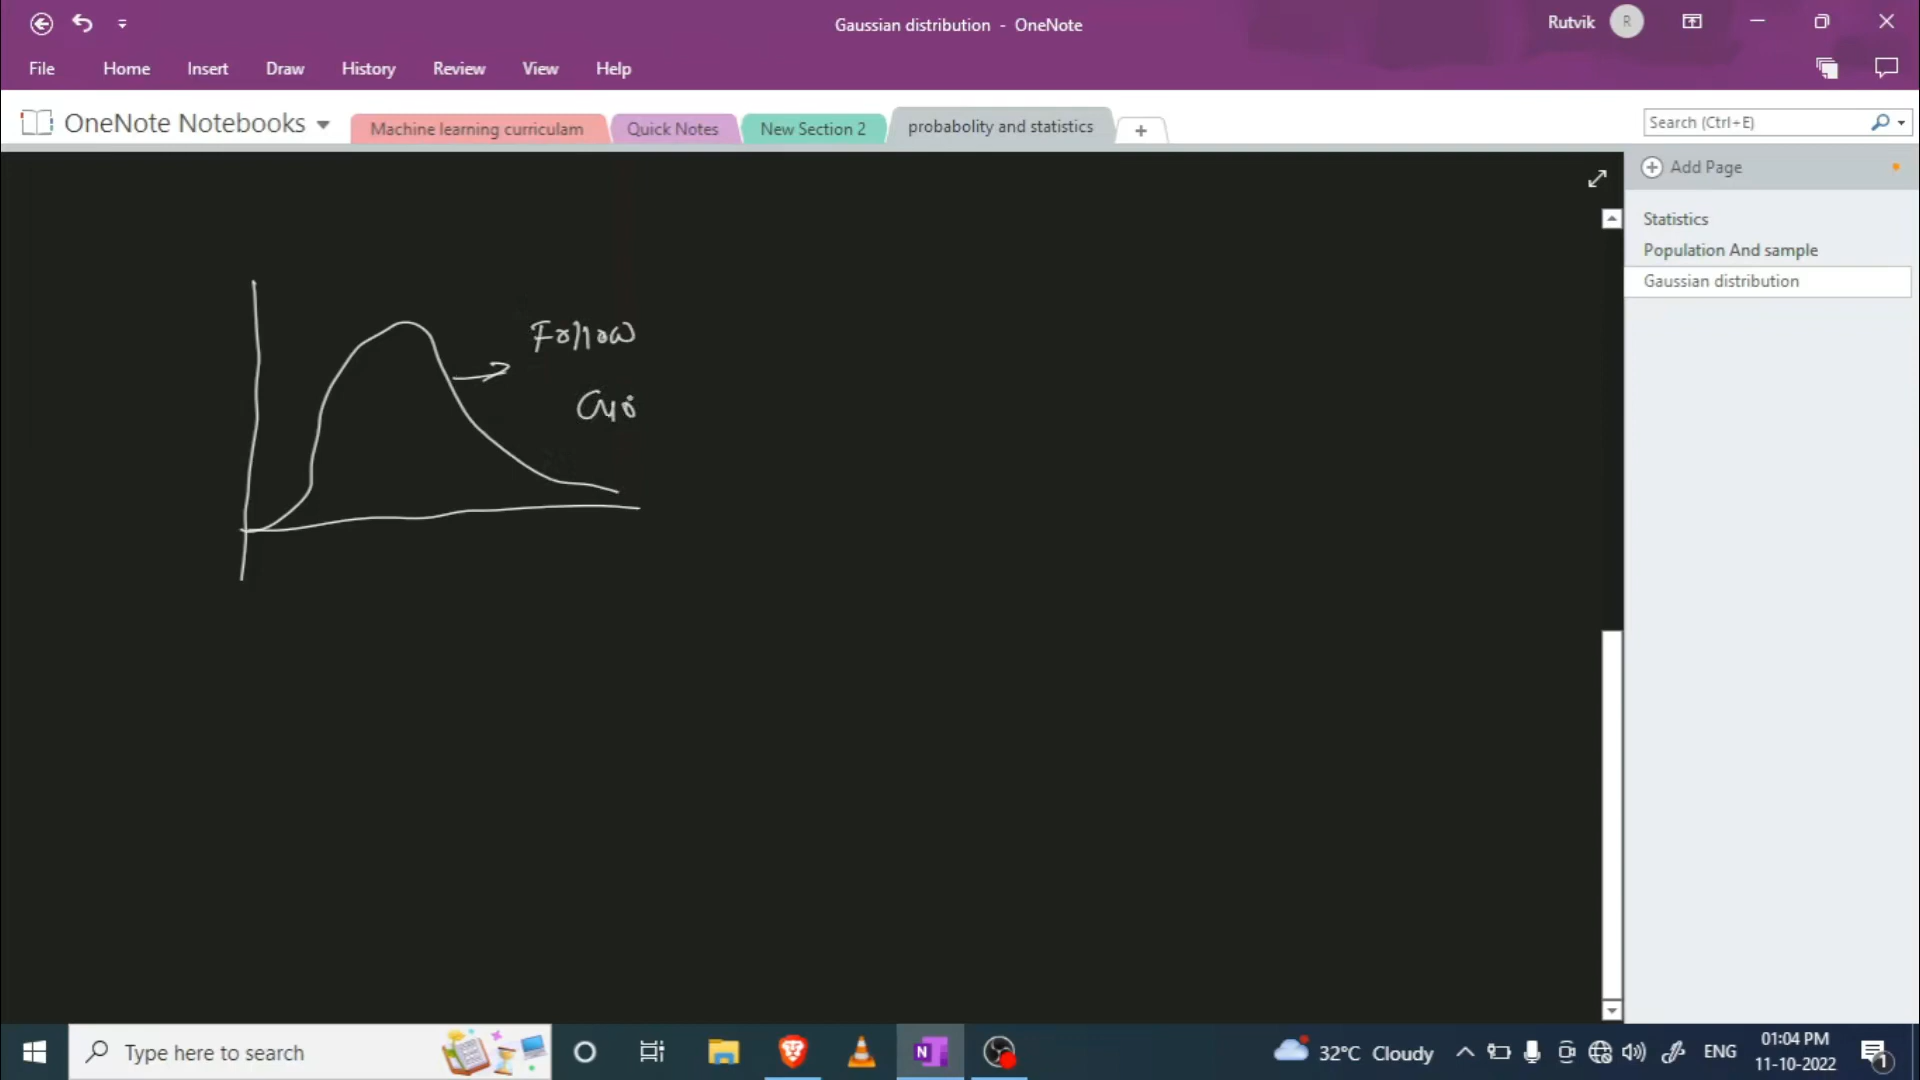 Gaussian distribution - OneNote
Rutvik
R
File
Home
Insert
Draw
History
Review
View
Help
OneNote Notebooks
Machine learning curriculam
Quick Notes
New Section 2
probabolity and statistics
Search (Ctrl+E)
Add Page
Statistics
Population And sample
Gaussian distribution
Follow
Type here to search
N
32°C Cloudy
ENG
01:04 PM
11-10-2022
1